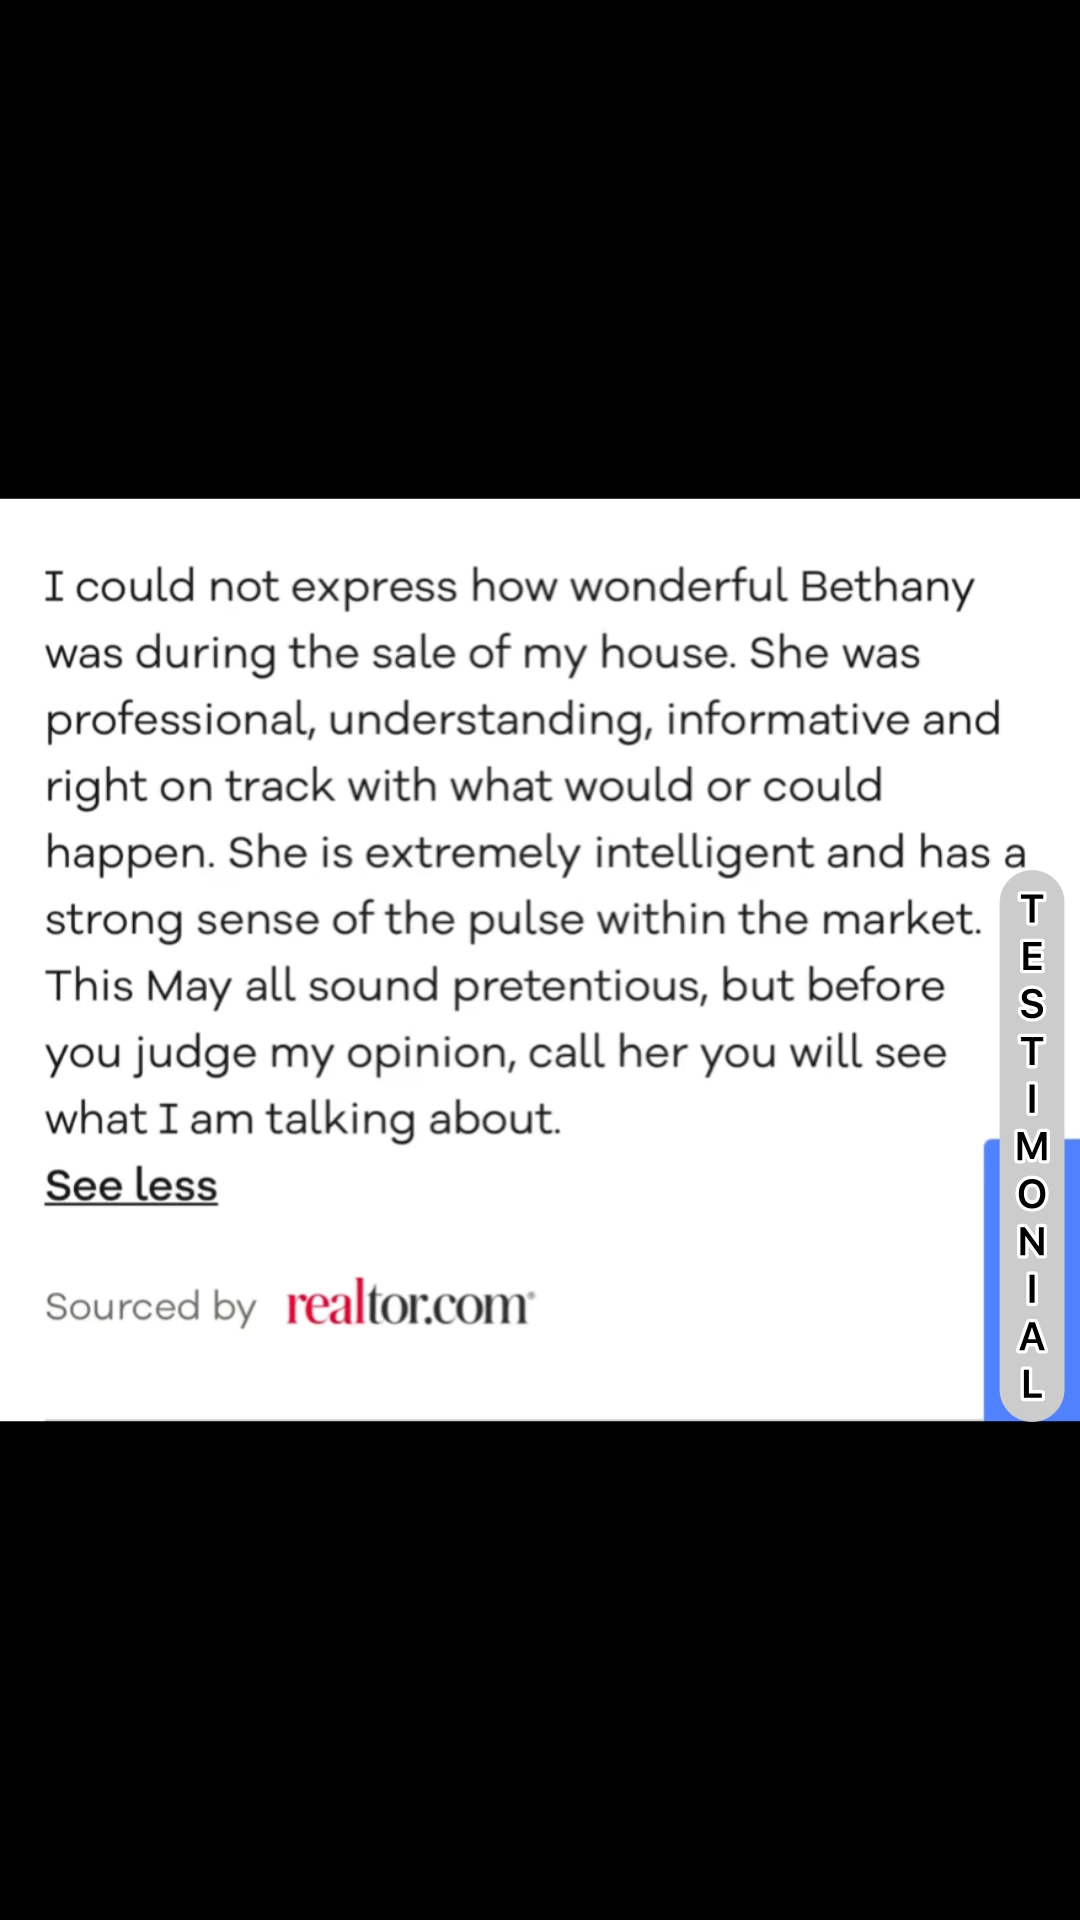 I could not express how wonderful Bethany
was during the sale of my house. She was
professional, understanding, informative and
right on track with what would or could
happen. She is extremely intelligent and has a
strong sense of the pulse within the market.
This May all sound pretentious, but before
you judge my opinion, call her you will see
what I am talking about.
See less
Sourced by realtor.com®
TESTIMONIAL